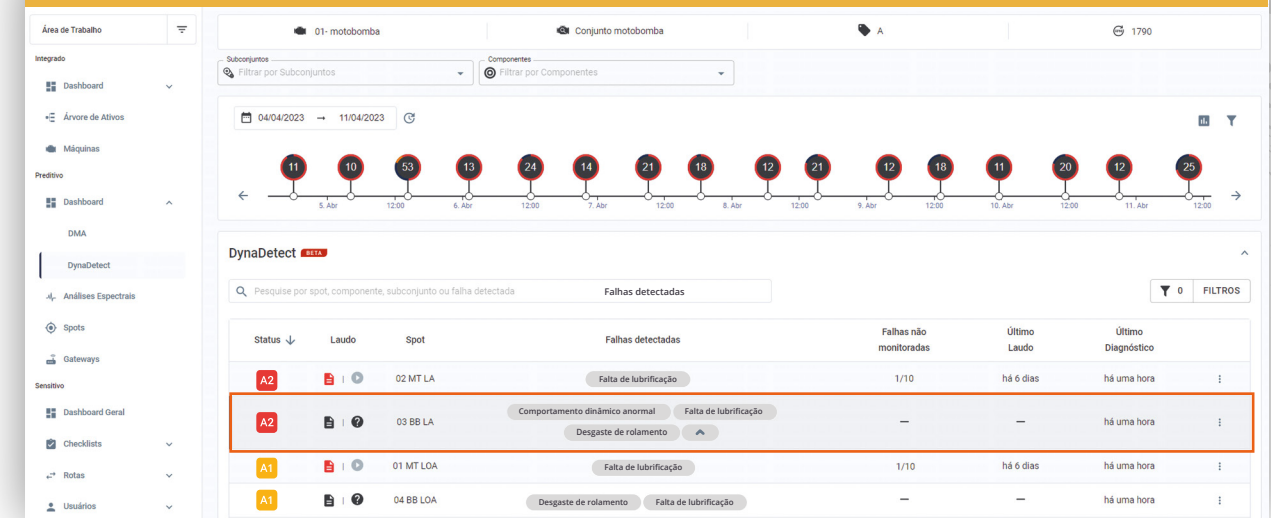 Área de Trabalho
01- motobomba
Conjunto motobomba
A
1790
Integrado
Dashboard
Árvore de Ativos
Máquinas
Preditivo
Dashboard
DMA
DynaDetect
Análises Espectrais
Spots
Gateways
Sensitivo
Dashboard Geral
Checklists
Rotas
Usuários
Subconjuntos
Filtrar por Subconjuntos
Componentes
Filtrar por Componentes
04/04/2023 → 11/04/2023
11 10 53 13 24 14 21 18 12 21 12 18 11 20 12 25
5. Abr 12:00 6. Abr 12:00 7. Abr 12:00 8. Abr 12:00 9. Abr 12:00 10. Abr 12:00 11. Abr 12:00
DynaDetect BETA
Pesquise por spot, componente, subconjunto ou falha detectada
Falhas detectadas
0 FILTROS
Status Laudo Spot Falhas detectadas Falhas não monitoradas Último Laudo Último Diagnóstico
A2 02 MT LA Falta de lubrificação 1/10 há 6 dias há uma hora
A2 03 BB LA Comportamento dinâmico anormal Falta de lubrificação Desgaste de rolamento — — há uma hora
A1 01 MT LOA Falta de lubrificação 1/10 há 6 dias há uma hora
A1 04 BB LOA Desgaste de rolamento Falta de lubrificação — — há uma hora